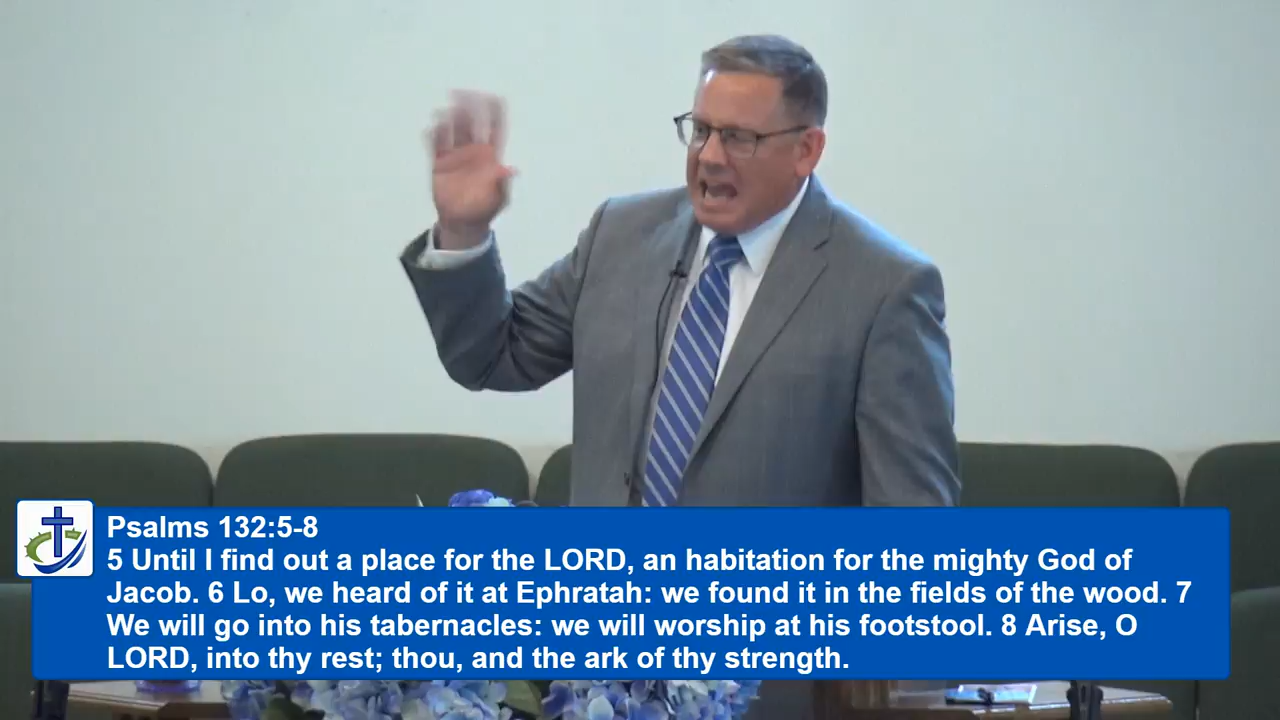 Psalms 132:5-8
5 Until I find out a place for the LORD, an habitation for the mighty God of
Jacob. 6 Lo, we heard of it at Ephratah: we found it in the fields of the wood. 7
We will go into his tabernacles: we will worship at his footstool. 8 Arise, O
LORD, into thy rest; thou, and the ark of thy strength.